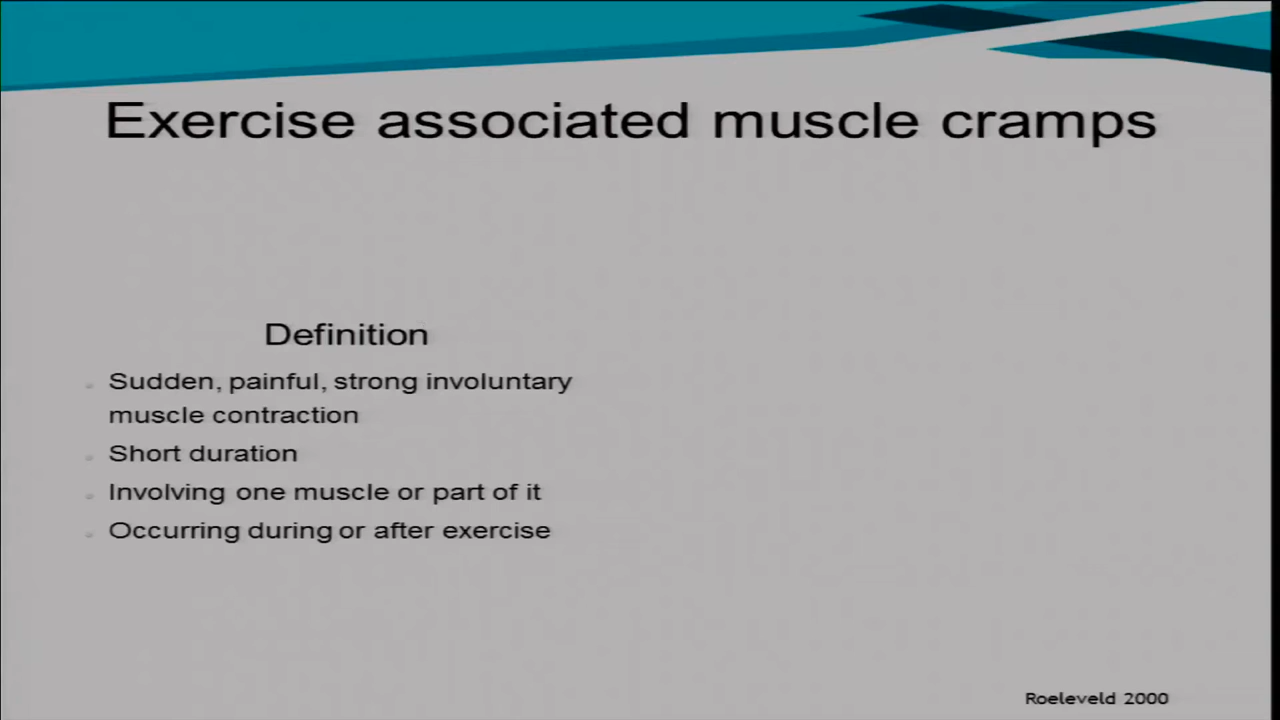 Exercise associated muscle cramps
Definition
Sudden, painful, strong involuntary
muscle contraction
Short duration
Involving one muscle or part of it
Occurring during or after exercise
Roeleveld 2000